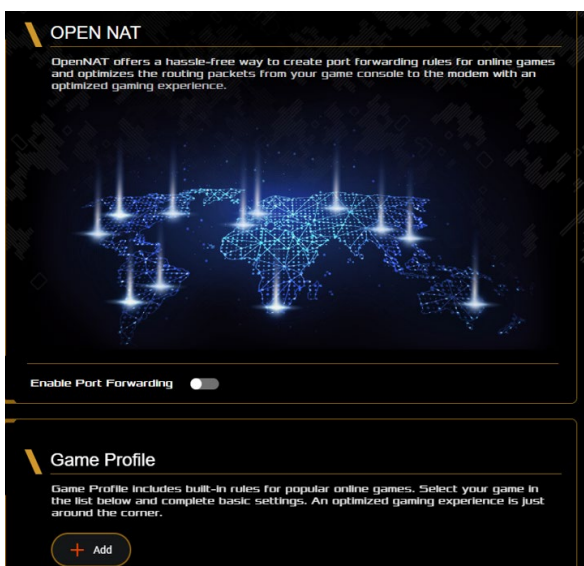 OPEN NAT
OpenNAT offers a hassle-free way to create port forwarding rules for online games
and optimizes the routing packets from your game console to the modem with an
optimized gaming experience.
Enable Port Forwarding
Game Profile
Game Profile includes built-in rules for popular online games. Select your game in
the list below and complete basic settings. An optimized gaming experience is just
around the corner.
+ Add